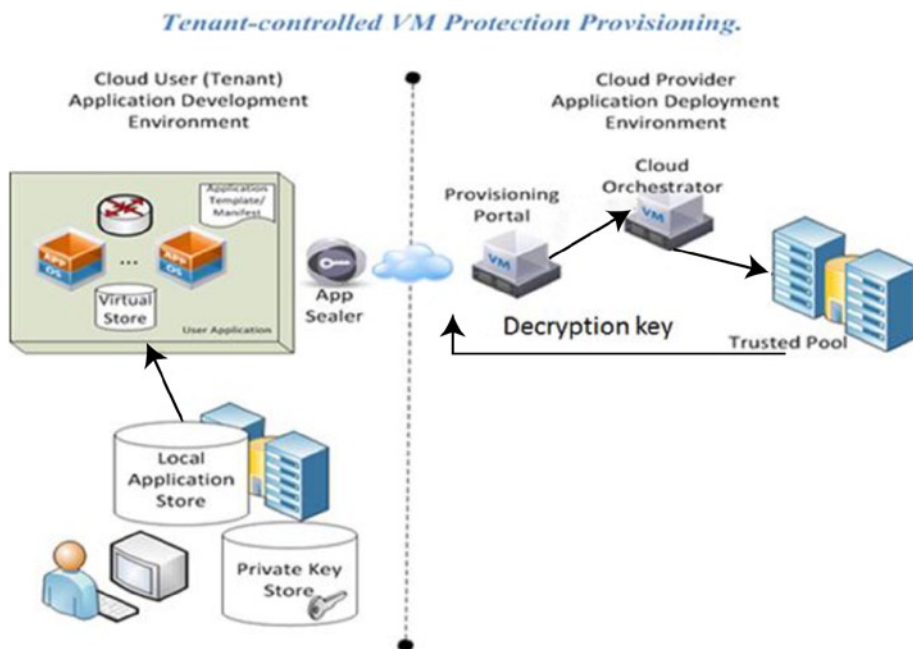 Tenant-controlled VM Protection Provisioning.
Cloud User (Tenant)
Application Development
Environment
Cloud Provider
Application Deployment
Environment
Application
Template/
Manifest
APP
OS
...
APP
OS
Virtual
Store
User Application
App
Sealer
Provisioning
Portal
VM
Cloud
Orchestrator
VM
Trusted Pool
Decryption key
Local
Application
Store
Private Key
Store